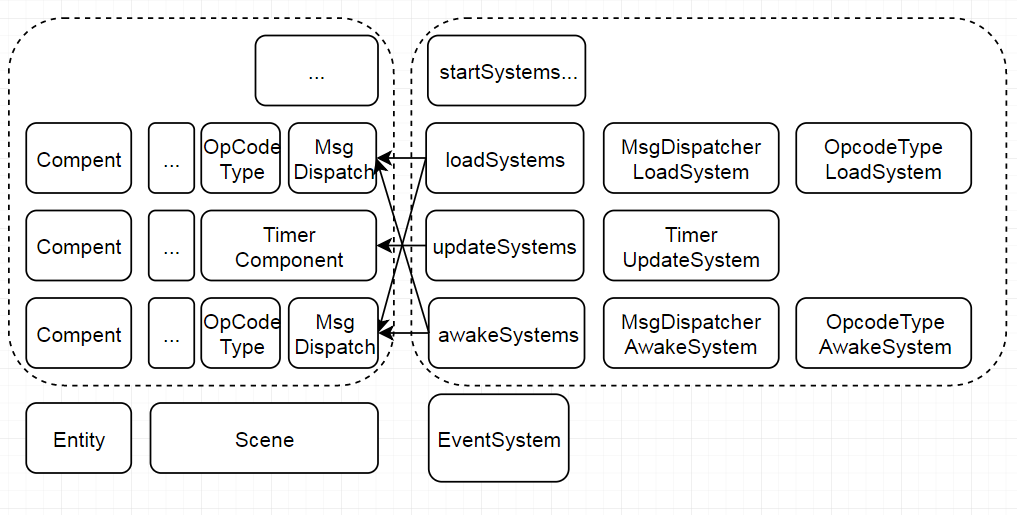 ...
startSystems...
Compent
...
OpCode
Type
Msg
Dispatch
loadSystems
MsgDispatcher
LoadSystem
OpcodeType
LoadSystem
Compent
...
Timer
Component
updateSystems
Timer
UpdateSystem
Compent
...
OpCode
Type
Msg
Dispatch
awakeSystems
MsgDispatcher
AwakeSystem
OpcodeType
AwakeSystem
Entity
Scene
EventSystem